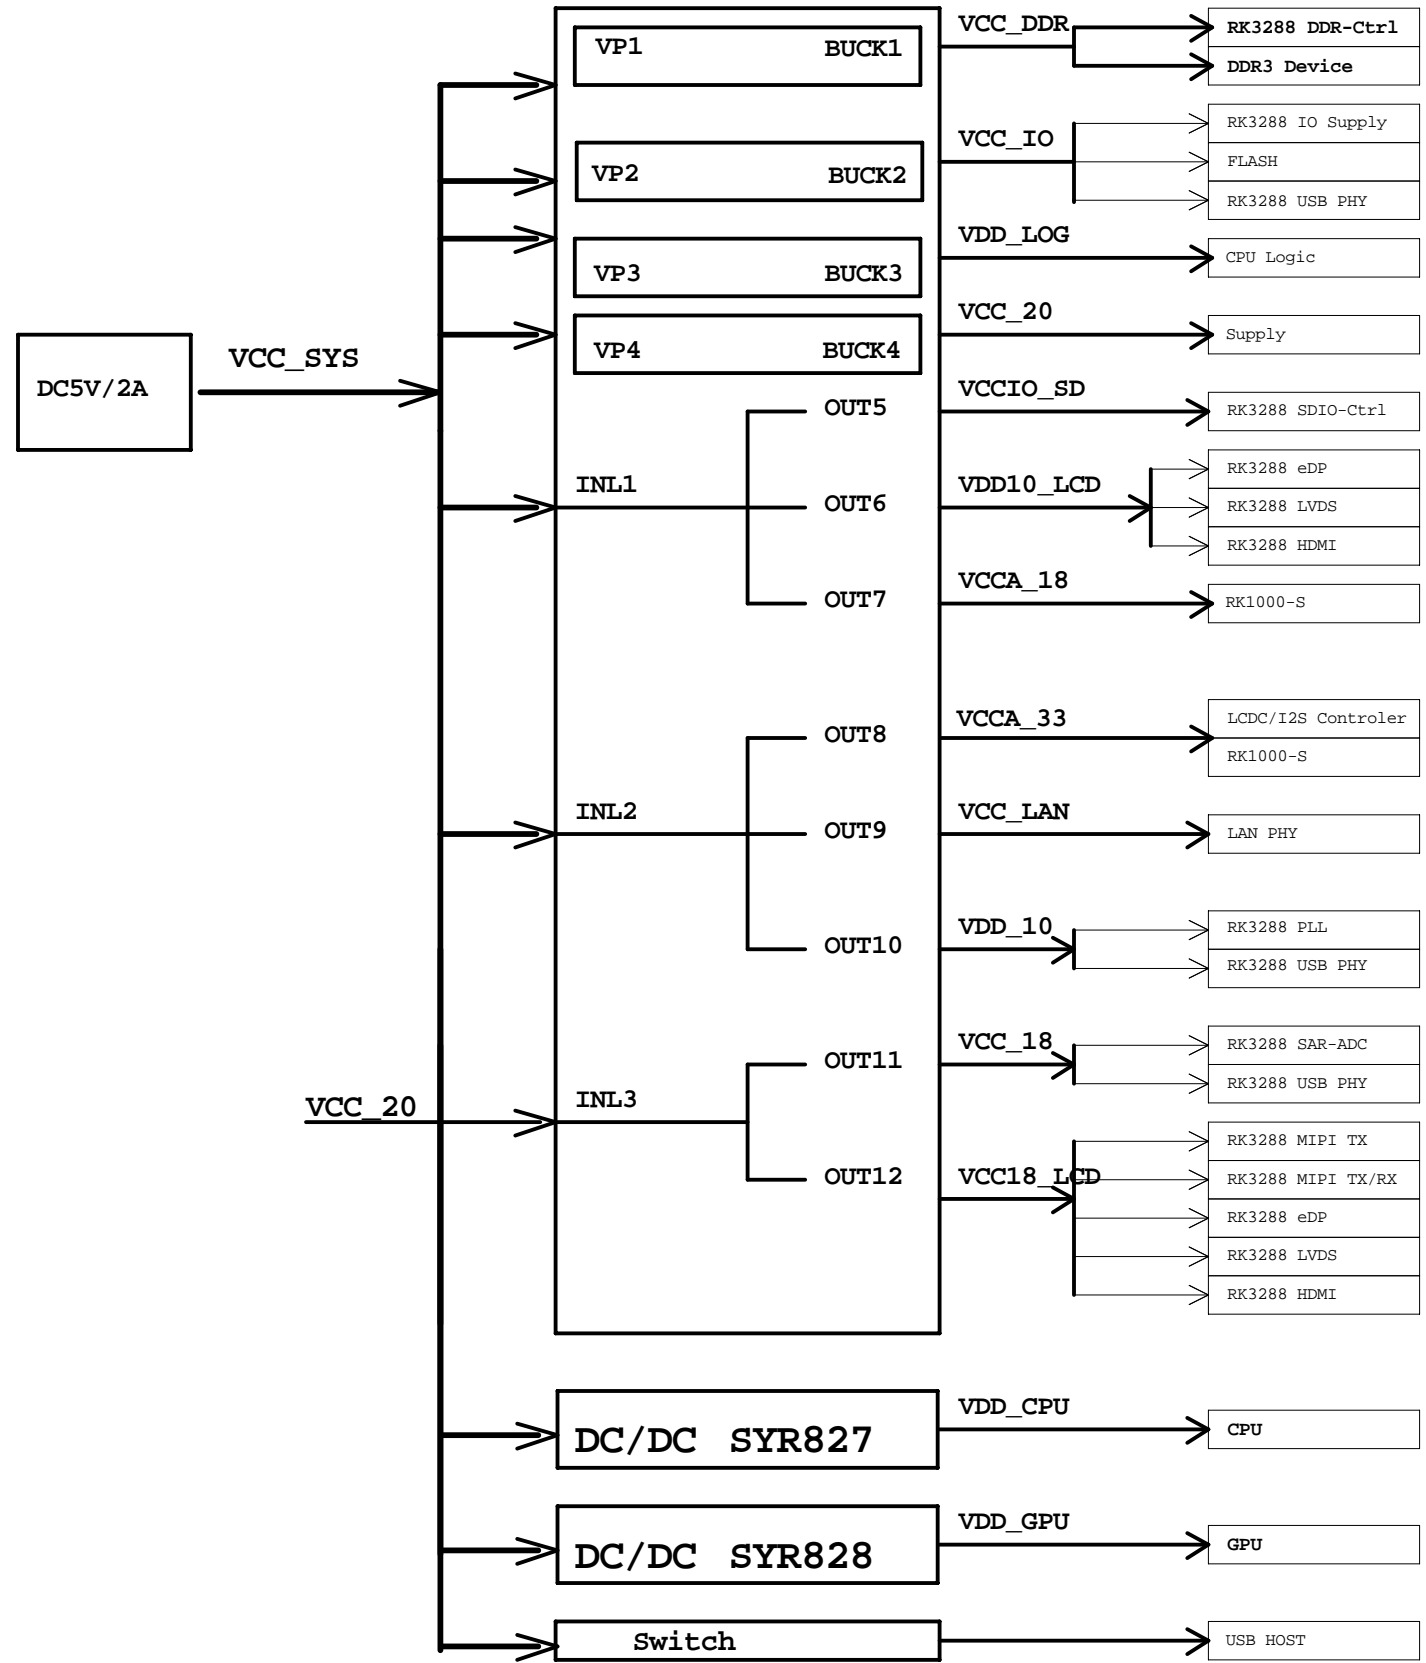 DC5V/2A
VCC_SYS
VCC_20
VP1 BUCK1
VP2 BUCK2
VP3 BUCK3
VP4 BUCK4
INL1
OUT5
OUT6
OUT7
INL2
OUT8
OUT9
OUT10
INL3
OUT11
OUT12
DC/DC SYR827
DC/DC SYR828
Switch
VCC_DDR
RK3288 DDR-Ctrl
DDR3 Device
VCC_IO
RK3288 IO Supply
FLASH
RK3288 USB PHY
VDD_LOG
CPU Logic
VCC_20
Supply
VCCIO_SD
RK3288 SDIO-Ctrl
VDD10_LCD
RK3288 eDP
RK3288 LVDS
RK3288 HDMI
VCCA_18
RK1000-S
VCCA_33
LCDC/I2S Controler
RK1000-S
VCC_LAN
LAN PHY
VDD_10
RK3288 PLL
RK3288 USB PHY
VCC_18
RK3288 SAR-ADC
RK3288 USB PHY
VCC18_LCD
RK3288 MIPI TX
RK3288 MIPI TX/RX
RK3288 eDP
RK3288 LVDS
RK3288 HDMI
VDD_CPU
CPU
VDD_GPU
GPU
USB HOST